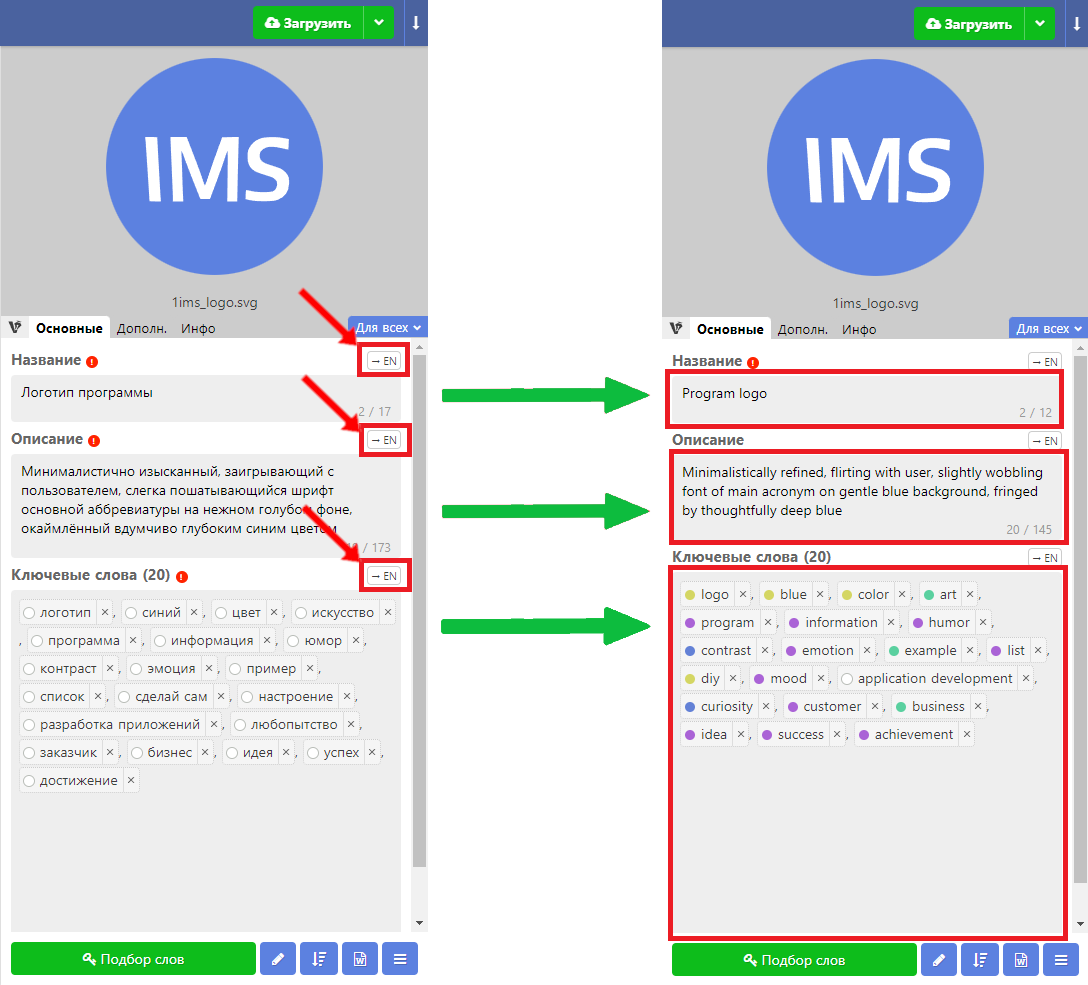 Загрузить
IMS
1ims_logo.svg
Основные Дополн. Инфо Для всех
Название → EN
Логотип программы
2 / 17
Описание → EN
Минималистично изысканный, заигрывающий с
пользователем, слегка пошатывающийся шрифт
основной аббревиатуры на нежном голубом фоне,
окаймлённый вдумчиво глубоким синим цветом
/ 173
Ключевые слова (20) → EN
логотип ×, синий ×, цвет ×, искусство ×
, программа ×, информация ×, юмор ×,
контраст ×, эмоция ×, пример ×,
список ×, сделай сам ×, настроение ×,
разработка приложений ×, любопытство ×,
заказчик ×, бизнес ×, идея ×, успех ×,
достижение ×
Подбор слов
Загрузить
IMS
1ims_logo.svg
Основные Дополн. Инфо Для всех
Название → EN
Program logo
2 / 12
Описание → EN
Minimalistically refined, flirting with user, slightly wobbling
font of main acronym on gentle blue background, fringed
by thoughtfully deep blue
20 / 145
Ключевые слова (20) → EN
logo ×, blue ×, color ×, art ×,
program ×, information ×, humor ×,
contrast ×, emotion ×, example ×, list ×,
diy ×, mood ×, application development ×,
curiosity ×, customer ×, business ×,
idea ×, success ×, achievement ×
Подбор слов